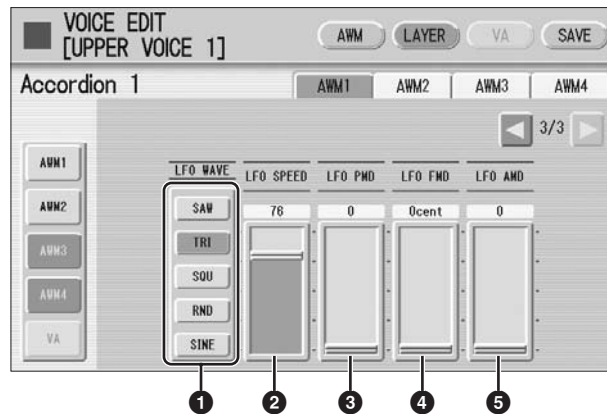 VOICE EDIT
[UPPER VOICE 1]
AWM LAYER VA SAVE
Accordion 1
AWM1 AWM2 AWM3 AWM4
3/3
AWM1
AWM2
AWM3
AWM4
VA
LFO WAVE LFO SPEED LFO PMD LFO FMD LFO AMD
76 0 0cent 0
SAW
TRI
SQU
RND
SINE
1 2 3 4 5